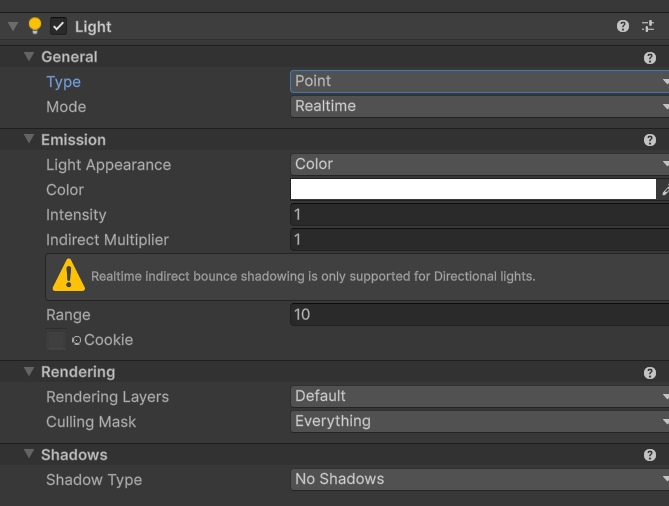 Light
General
Type Point
Mode Realtime
Emission
Light Appearance Color
Color
Intensity 1
Indirect Multiplier 1
Realtime indirect bounce shadowing is only supported for Directional lights.
Range 10
Cookie
Rendering
Rendering Layers Default
Culling Mask Everything
Shadows
Shadow Type No Shadows